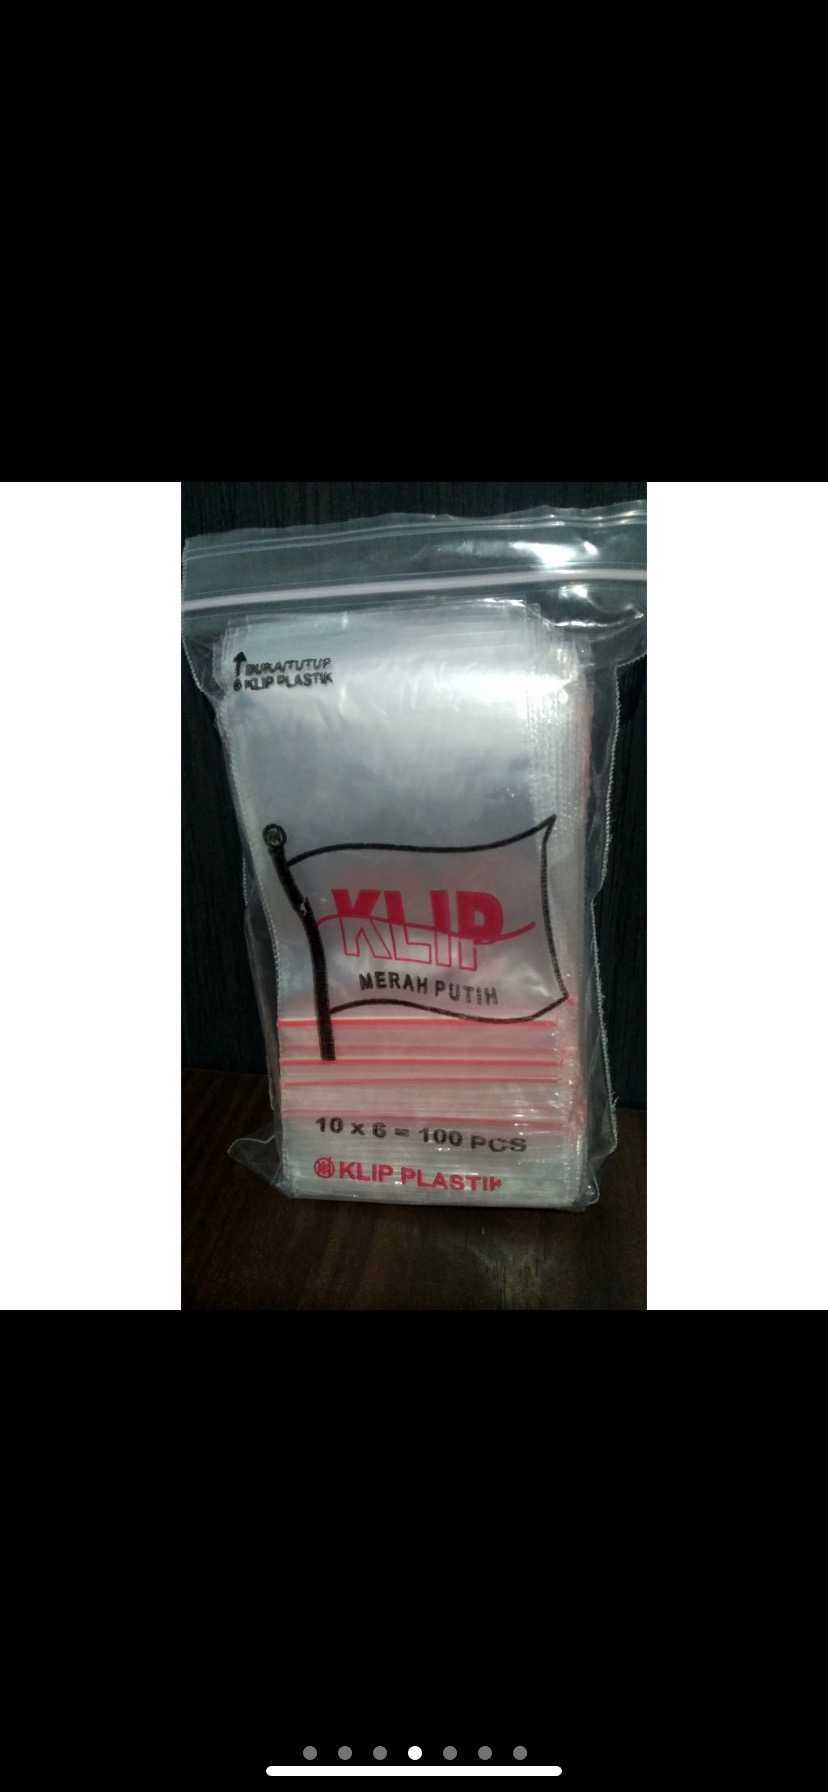 BUKA/TUTUP
KLIP PLASTIK
KLIP
MERAH PUTIH
10 x 6 = 100 PCS
KLIP PLASTIK